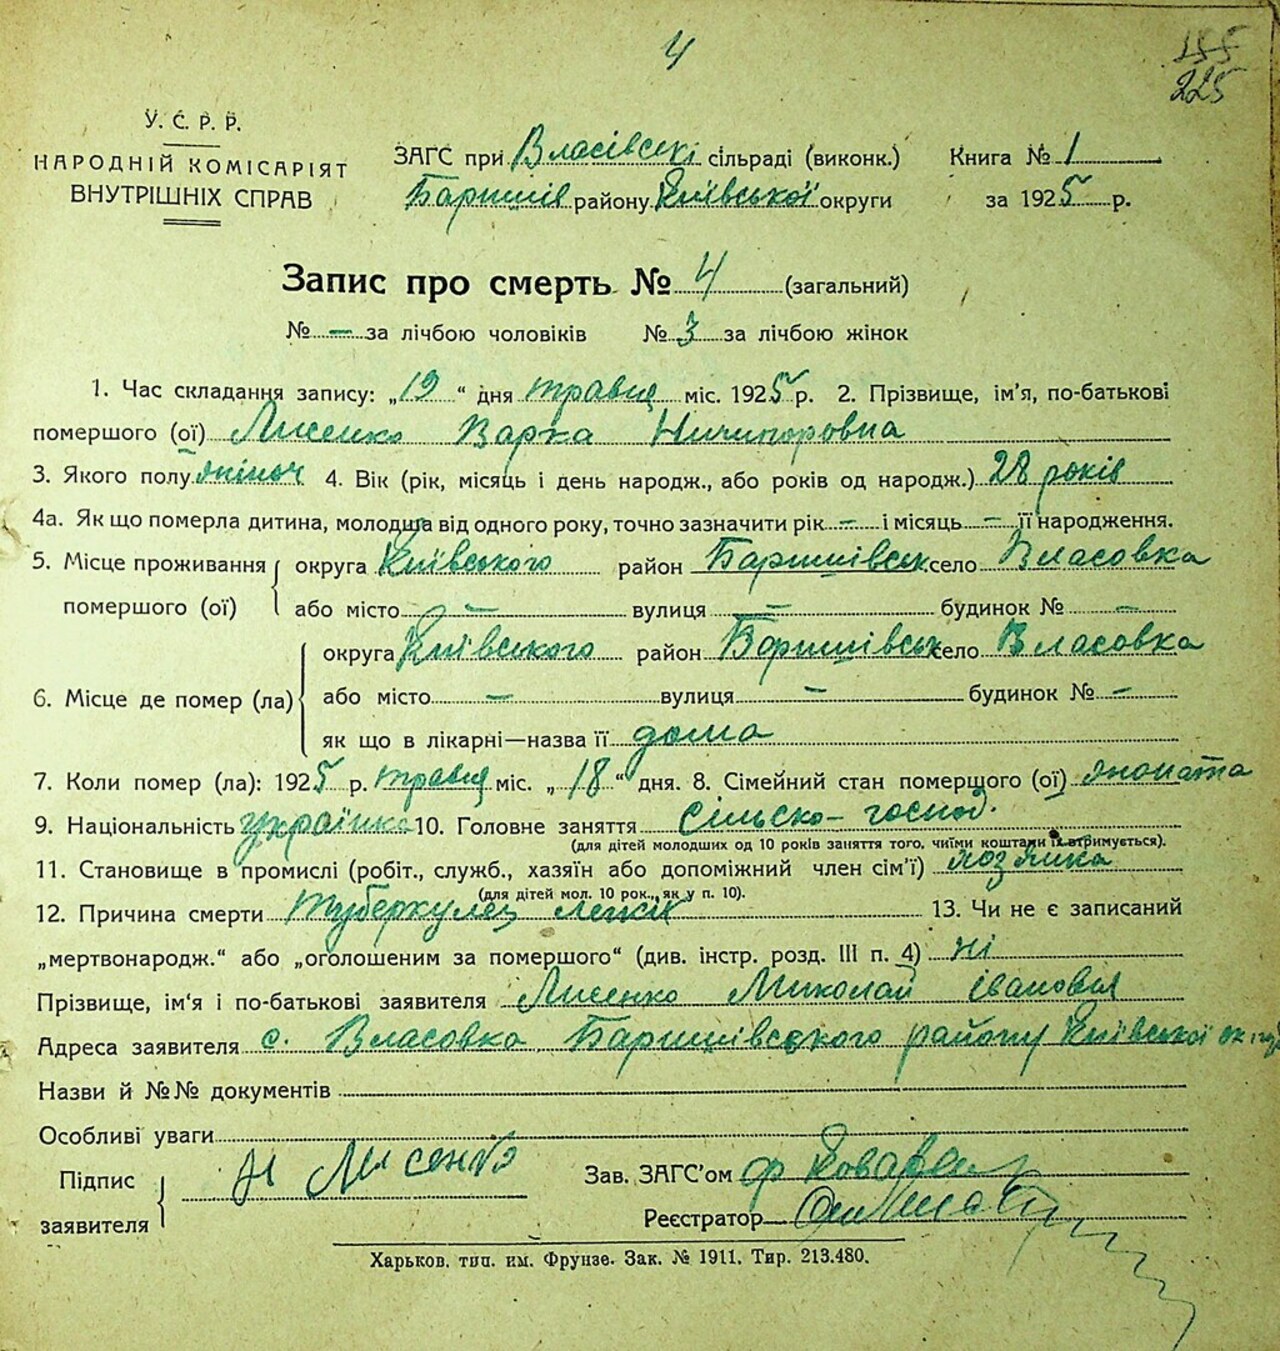 4
155
225
У.С.Р.Р.
НАРОДНІЙ КОМІСАРІЯТ
ВНУТРІШНІХ СПРАВ
ЗАГС при Власівскі сільраді (виконк.)
Баришів району Київської округи
Книга № 1
за 1925 р.
Запис про смерть № 4 (загальний)
№ – за лічбою чоловіків № 3 за лічбою жінок
1. Час складання запису: „19“ дня травня міс. 1925 р. 2. Прізвище, ім'я, по-батькові
помершого (ої) Лисенко Варка Ничипоровна
3. Якого полу жіноч 4. Вік (рік, місяць і день народж., або років од народж.) 28 років
4а. Як що померла дитина, молодша від одного року, точно зазначити рік – і місяць – її народження.
5. Місце проживання помершого (ої) округа Київського район Баришівськ село Власовка
або місто – вулиця – будинок № –
6. Місце де помер (ла) округа Київського район Баришівськ село Власовка
або місто – вулиця – будинок № –
як що в лікарні—назва її дома
7. Коли помер (ла): 1925 р. травня міс. „18“ дня. 8. Сімейний стан помершого (ої) жоната
9. Національність українка 10. Головне заняття сільско-господ.
(для дітей молодших од 10 років заняття того, чиїми коштами їх втримується).
11. Становище в промислі (робіт., служб., хазяїн або допоміжний член сім'ї) хозяйка
(для дітей мол. 10 рок., як у п. 10).
12. Причина смерти туберкулез легкіх 13. Чи не є записаний
„мертвонародж.“ або „оголошеним за помершого“ (див. інстр. розд. III п. 4) ні
Прізвище, ім'я і по-батькові заявителя Лисенко Миколай Івановіч
Адреса заявителя с. Власовка Баришівського району Київської
Назви й №№ документів
Особливі уваги
Підпис заявителя Н Лисенко
Зав. ЗАГС'ом
Реєстратор
Харьков. тип. им. Фрунзе. Зак. № 1911. Тир. 213.480.